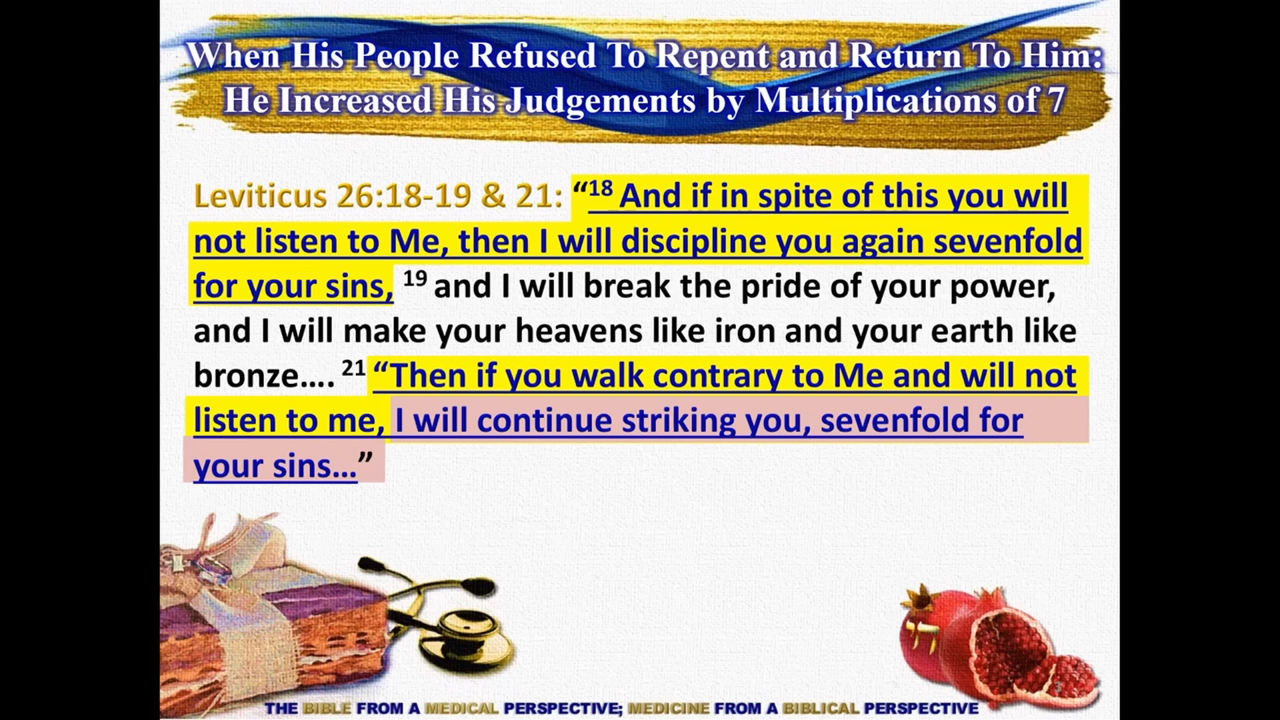 When His People Refused To Repent and Return To Him:
He Increased His Judgements by Multiplications of 7
Leviticus 26:18-19 & 21: “18 And if in spite of this you will
not listen to Me, then I will discipline you again sevenfold
for your sins, 19 and I will break the pride of your power,
and I will make your heavens like iron and your earth like
bronze…. 21 “Then if you walk contrary to Me and will not
listen to me, I will continue striking you, sevenfold for
your sins…”
THE BIBLE FROM A MEDICAL PERSPECTIVE; MEDICINE FROM A BIBLICAL PERSPECTIVE